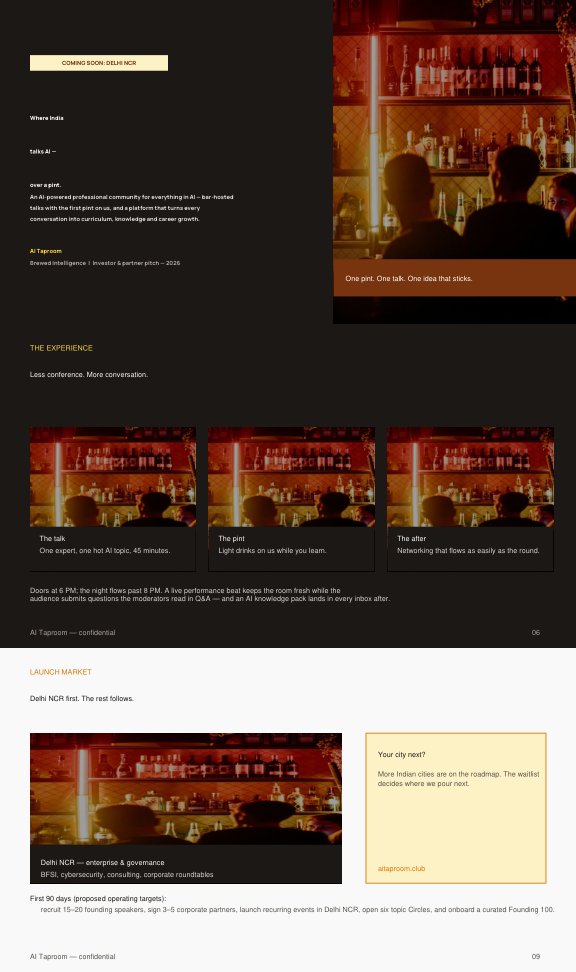 COMING SOON: DELHI NCR
Where India
talks AI —
over a pint.
An AI-powered professional community for everything in AI — bar-hosted
talks with the first pint on us, and a platform that turns every
conversation into curriculum, knowledge and career growth.
AI Taproom
Brewed Intelligence | Investor & partner pitch — 2026
One pint. One talk. One idea that sticks.
THE EXPERIENCE
Less conference. More conversation.
The talk
One expert, one hot AI topic, 45 minutes.
The pint
Light drinks on us while you learn.
The after
Networking that flows as easily as the round.
Doors at 6 PM; the night flows past 8 PM. A live performance beat keeps the room fresh while the
audience submits questions the moderators read in Q&A — and an AI knowledge pack lands in every inbox after.
AI Taproom — confidential
06
LAUNCH MARKET
Delhi NCR first. The rest follows.
Delhi NCR — enterprise & governance
BFSI, cybersecurity, consulting, corporate roundtables
Your city next?
More Indian cities are on the roadmap. The waitlist
decides where we pour next.
aitaproom.club
First 90 days (proposed operating targets):
recruit 15–20 founding speakers, sign 3–5 corporate partners, launch recurring events in Delhi NCR, open six topic Circles, and onboard a curated Founding 100.
AI Taproom — confidential
09